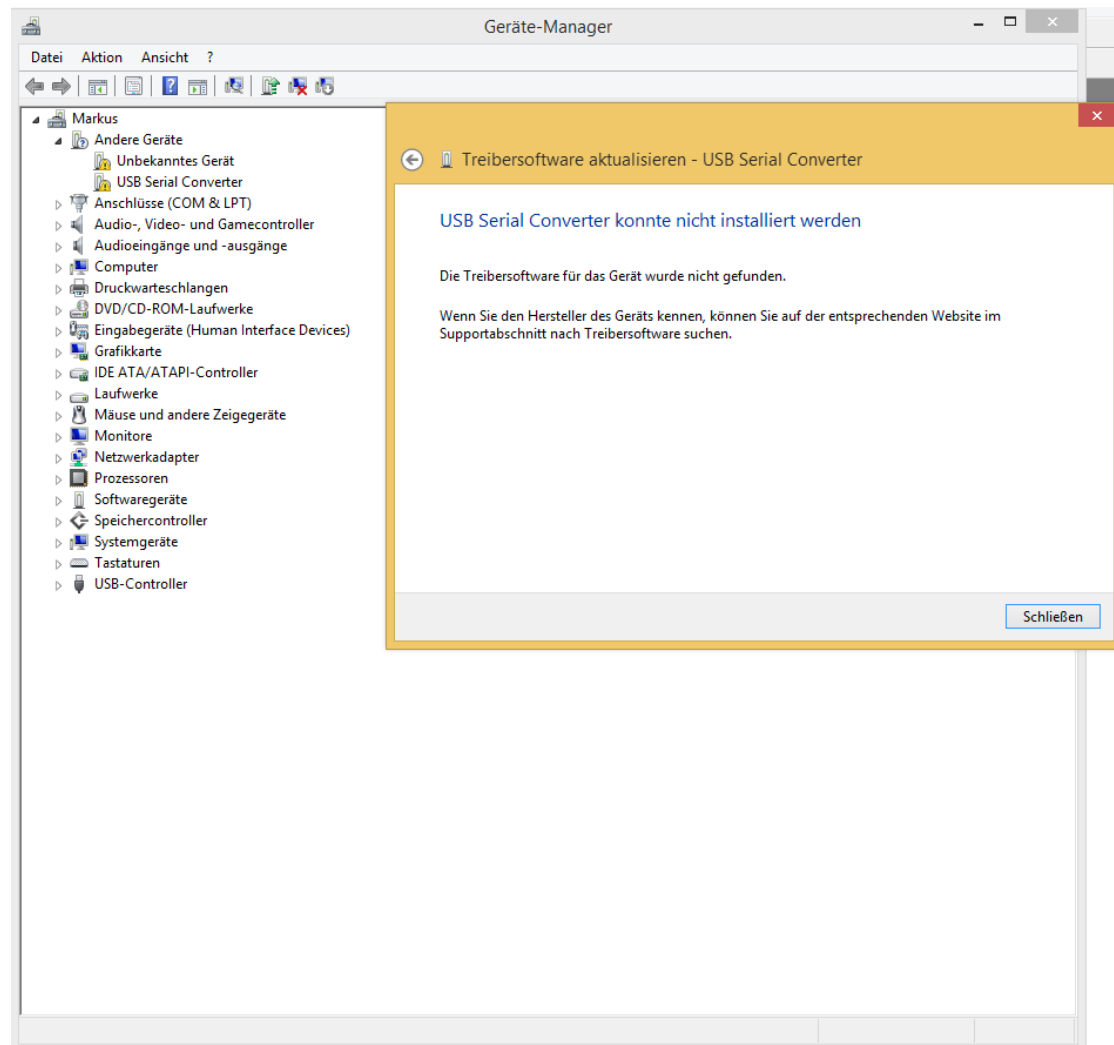 Geräte-Manager
Datei Aktion Ansicht ?
Markus
Andere Geräte
Unbekanntes Gerät
USB Serial Converter
Anschlüsse (COM & LPT)
Audio-, Video- und Gamecontroller
Audioeingänge und -ausgänge
Computer
Druckwarteschlangen
DVD/CD-ROM-Laufwerke
Eingabegeräte (Human Interface Devices)
Grafikkarte
IDE ATA/ATAPI-Controller
Laufwerke
Mäuse und andere Zeigegeräte
Monitore
Netzwerkadapter
Prozessoren
Softwaregeräte
Speichercontroller
Systemgeräte
Tastaturen
USB-Controller
Treibersoftware aktualisieren - USB Serial Converter
USB Serial Converter konnte nicht installiert werden
Die Treibersoftware für das Gerät wurde nicht gefunden.
Wenn Sie den Hersteller des Geräts kennen, können Sie auf der entsprechenden Website im
Supportabschnitt nach Treibersoftware suchen.
Schließen